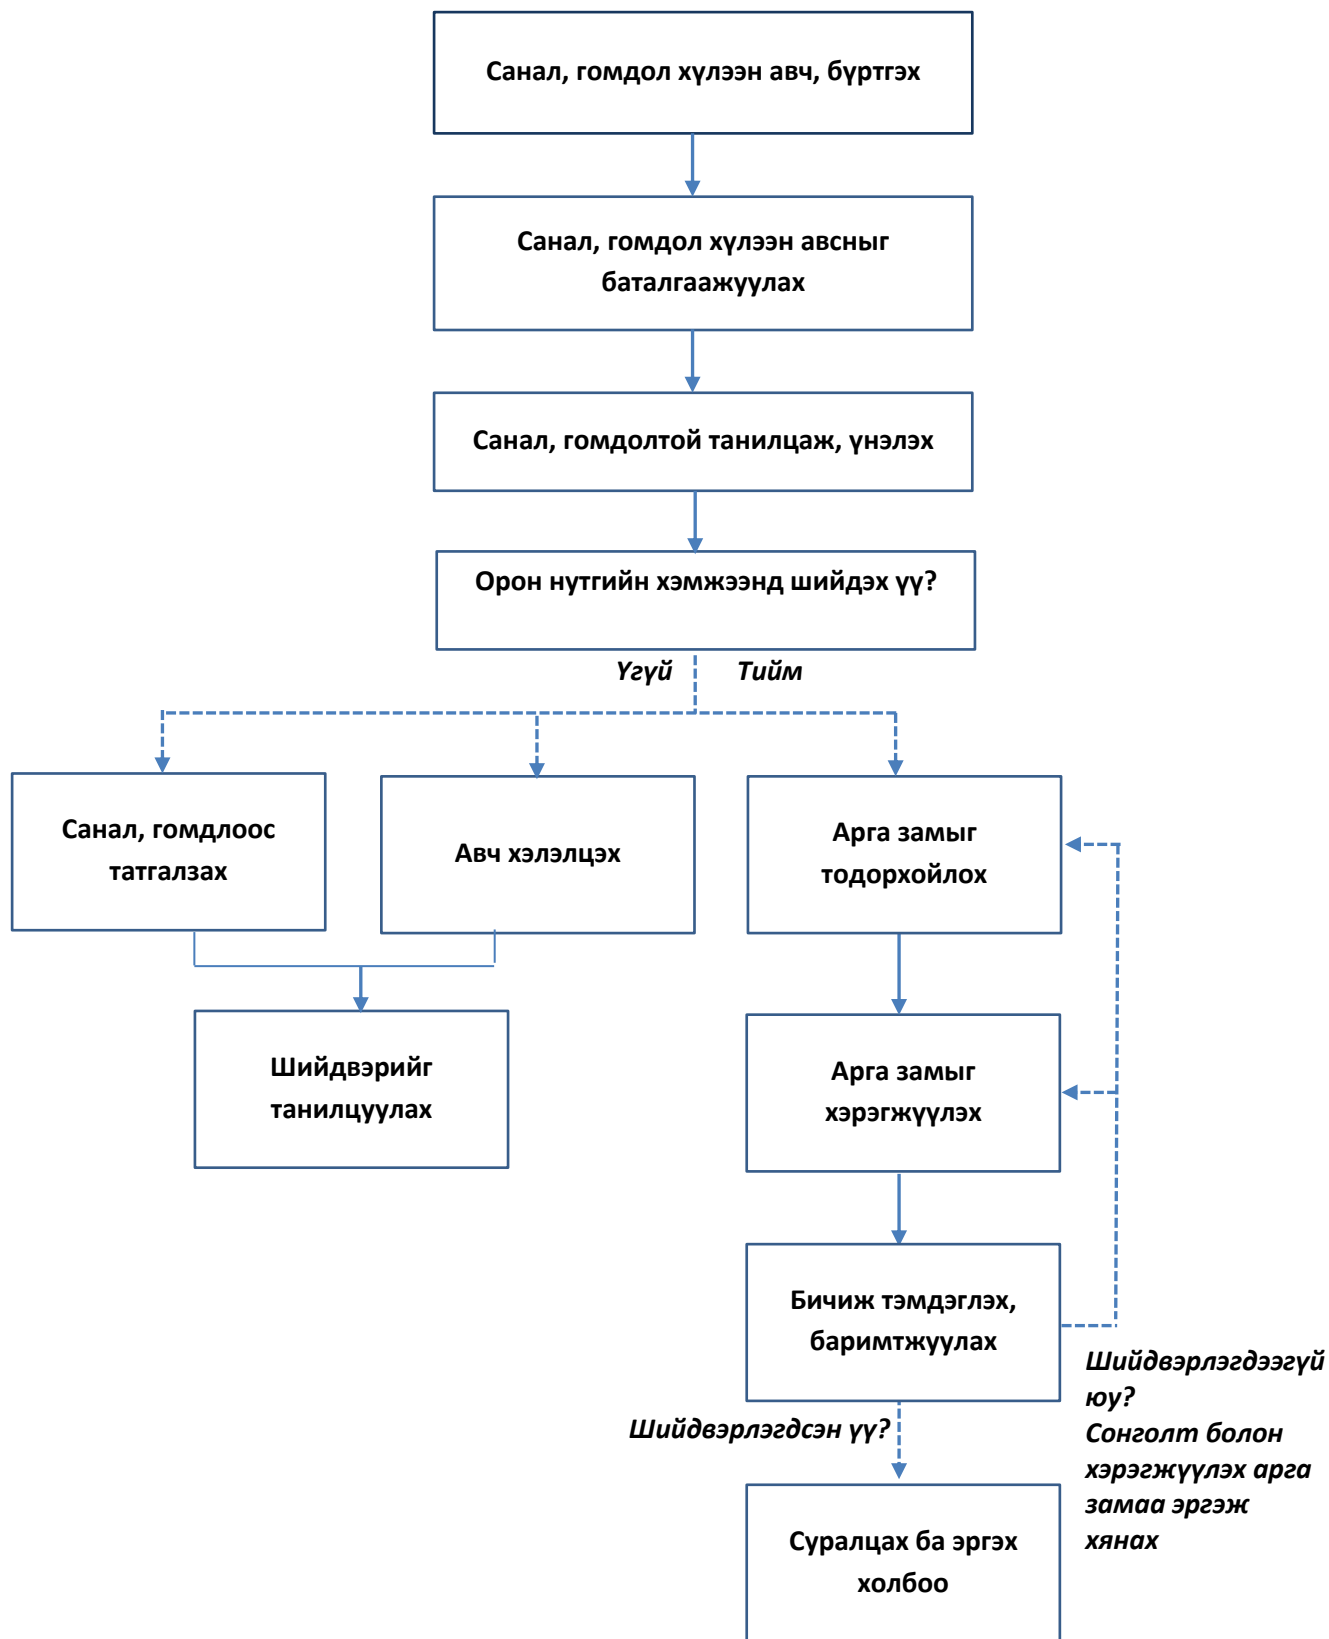 Санал, гомдол хүлээн авч, бүртгэх
Санал, гомдол хүлээн авсныг
баталгаажуулах
Санал, гомдолтой танилцаж, үнэлэх
Орон нутгийн хэмжээнд шийдэх үү?
Үгүй Тийм
Санал, гомдлоос
татгалзах
Авч хэлэлцэх
Арга замыг
тодорхойлох
Шийдвэрийг
танилцуулах
Арга замыг
хэрэгжүүлэх
Бичиж тэмдэглэх,
баримтжуулах
Шийдвэрлэгдээгүй
юу?
Сонголт болон
хэрэгжүүлэх арга
замаа эргэж
хянах
Шийдвэрлэгдсэн үү?
Суралцах ба эргэх
холбоо